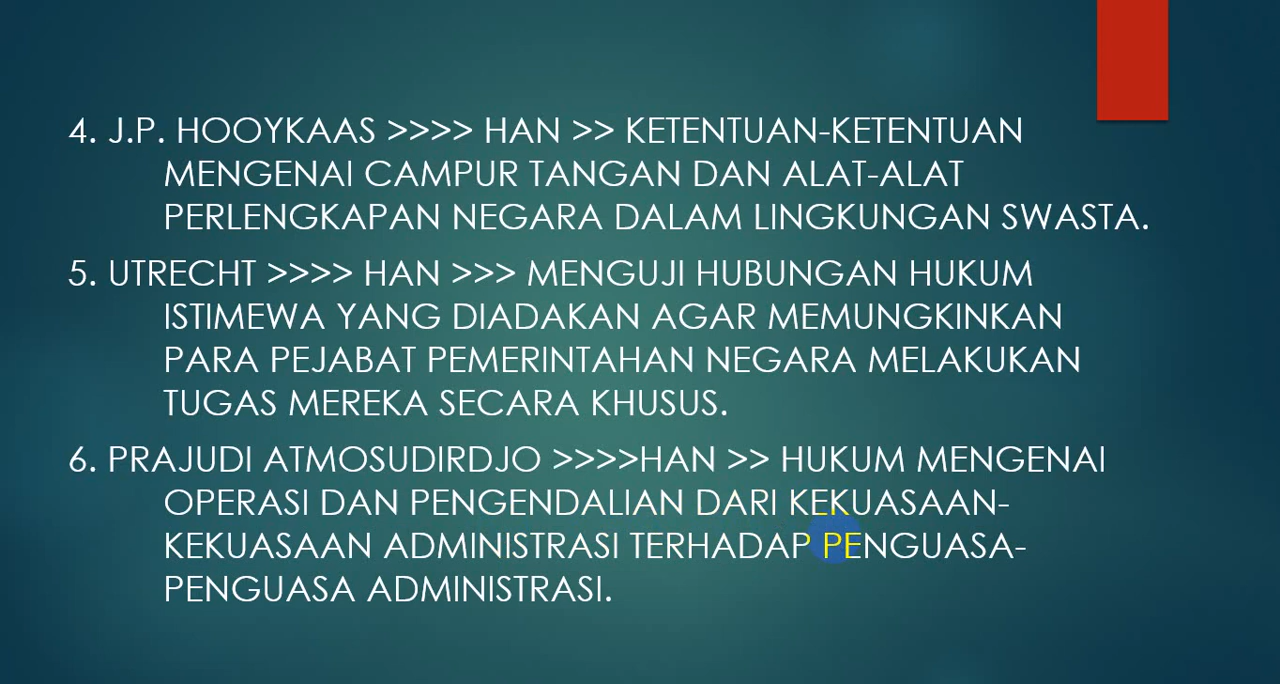 4. J.P. HOOYKAAS >>>> HAN >> KETENTUAN-KETENTUAN
MENGENAI CAMPUR TANGAN DAN ALAT-ALAT
PERLENGKAPAN NEGARA DALAM LINGKUNGAN SWASTA.
5. UTRECHT >>>> HAN >>> MENGUJI HUBUNGAN HUKUM
ISTIMEWA YANG DIADAKAN AGAR MEMUNGKINKAN
PARA PEJABAT PEMERINTAHAN NEGARA MELAKUKAN
TUGAS MEREKA SECARA KHUSUS.
6. PRAJUDI ATMOSUDIRDJO >>>>HAN >> HUKUM MENGENAI
OPERASI DAN PENGENDALIAN DARI KEKUASAAN-
KEKUASAAN ADMINISTRASI TERHADAP PENGUASA-
PENGUASA ADMINISTRASI.